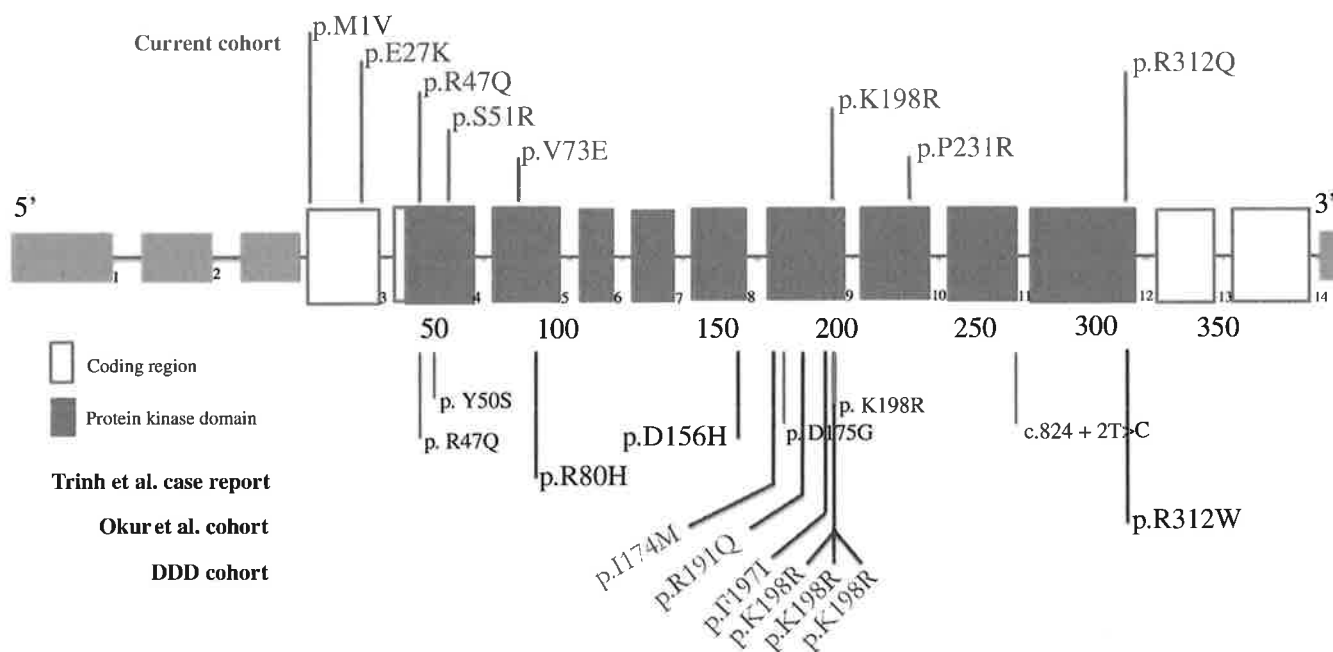 Current cohort
p.M1V
p.E27K
p.R47Q
p.S51R
p.V73E
p.K198R
p.P231R
p.R312Q
5’
3’
1
2
3
4
5
6
7
8
9
10
11
12
13
14
50
100
150
200
250
300
350
Coding region
Protein kinase domain
p. Y50S
p. R47Q
p.R80H
p.D156H
p. D175G
p. K198R
c.824 + 2T>C
p.R312W
p.I174M
p.R191Q
p.F197I
p.K198R
p.K198R
p.K198R
Trinh et al. case report
Okur et al. cohort
DDD cohort